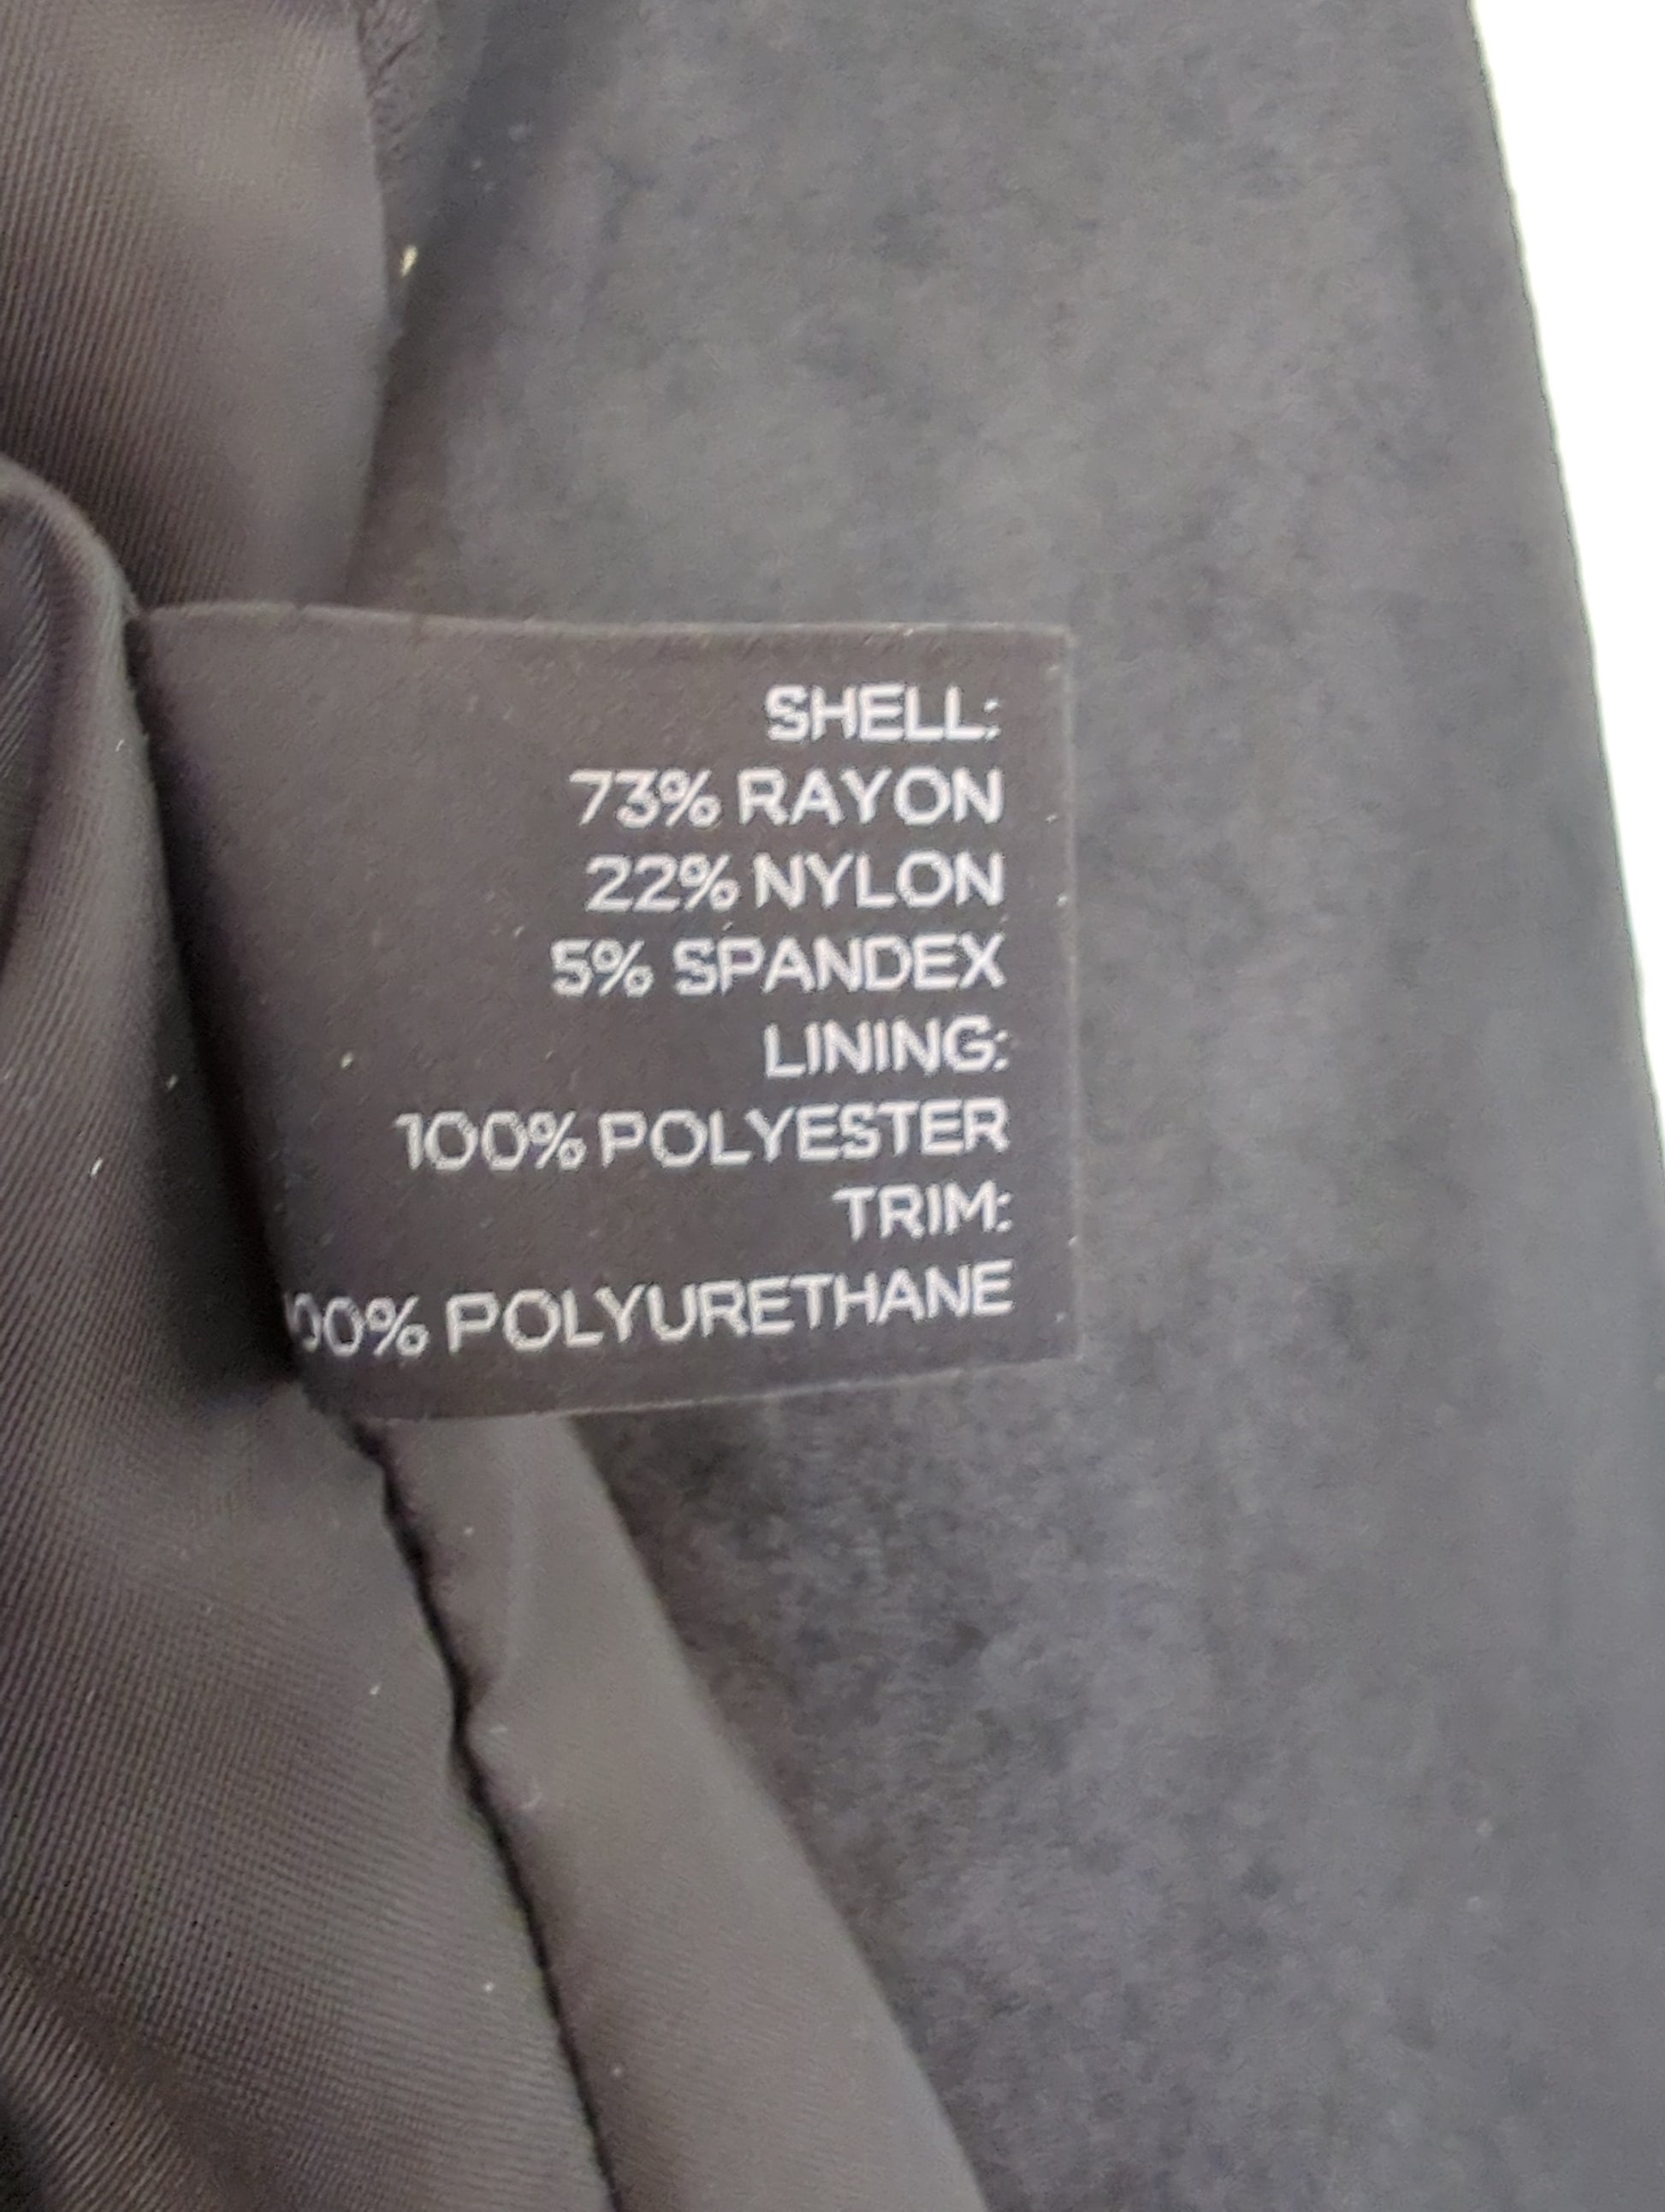 SHELL:
73% RAYON
22% NYLON
5% SPANDEX
LINING:
100% POLYESTER
TRIM:
00% POLYURETHANE